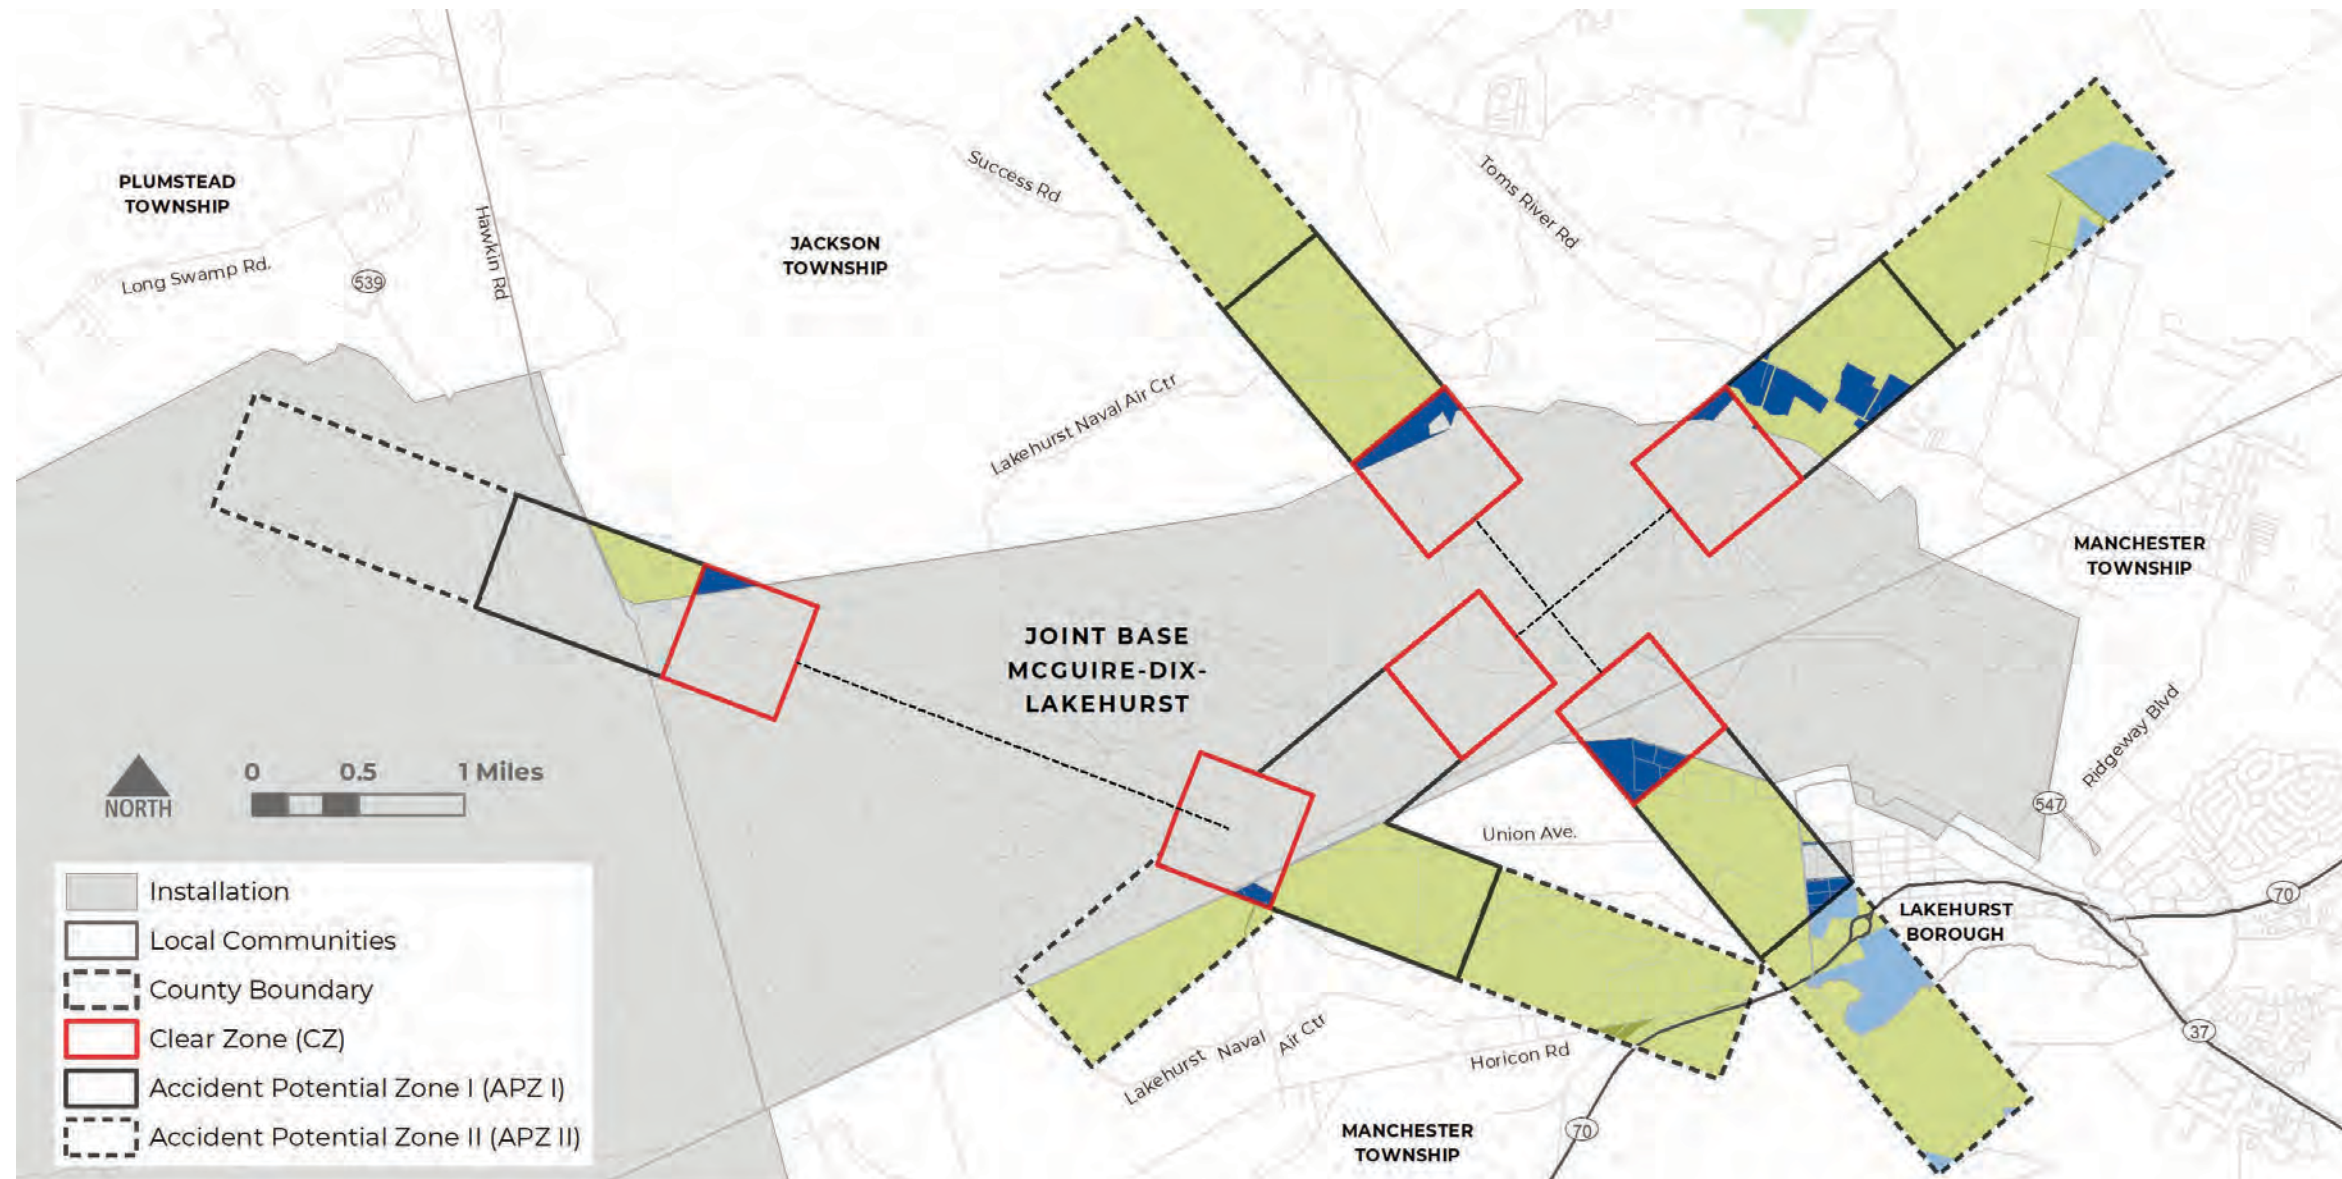 PLUMSTEAD
TOWNSHIP
Long Swamp Rd.
539
Hawkin Rd
JACKSON
TOWNSHIP
Success Rd
Toms River Rd
Lakehurst Naval Air Ctr
MANCHESTER
TOWNSHIP
JOINT BASE
MCGUIRE-DIX-
LAKEHURST
Ridgeway Blvd
547
Union Ave.
70
LAKEHURST
BOROUGH
37
Lakehurst Naval Air Ctr
Horicon Rd
70
MANCHESTER
TOWNSHIP
NORTH
0 0.5 1 Miles
Installation
Local Communities
County Boundary
Clear Zone (CZ)
Accident Potential Zone I (APZ I)
Accident Potential Zone II (APZ II)